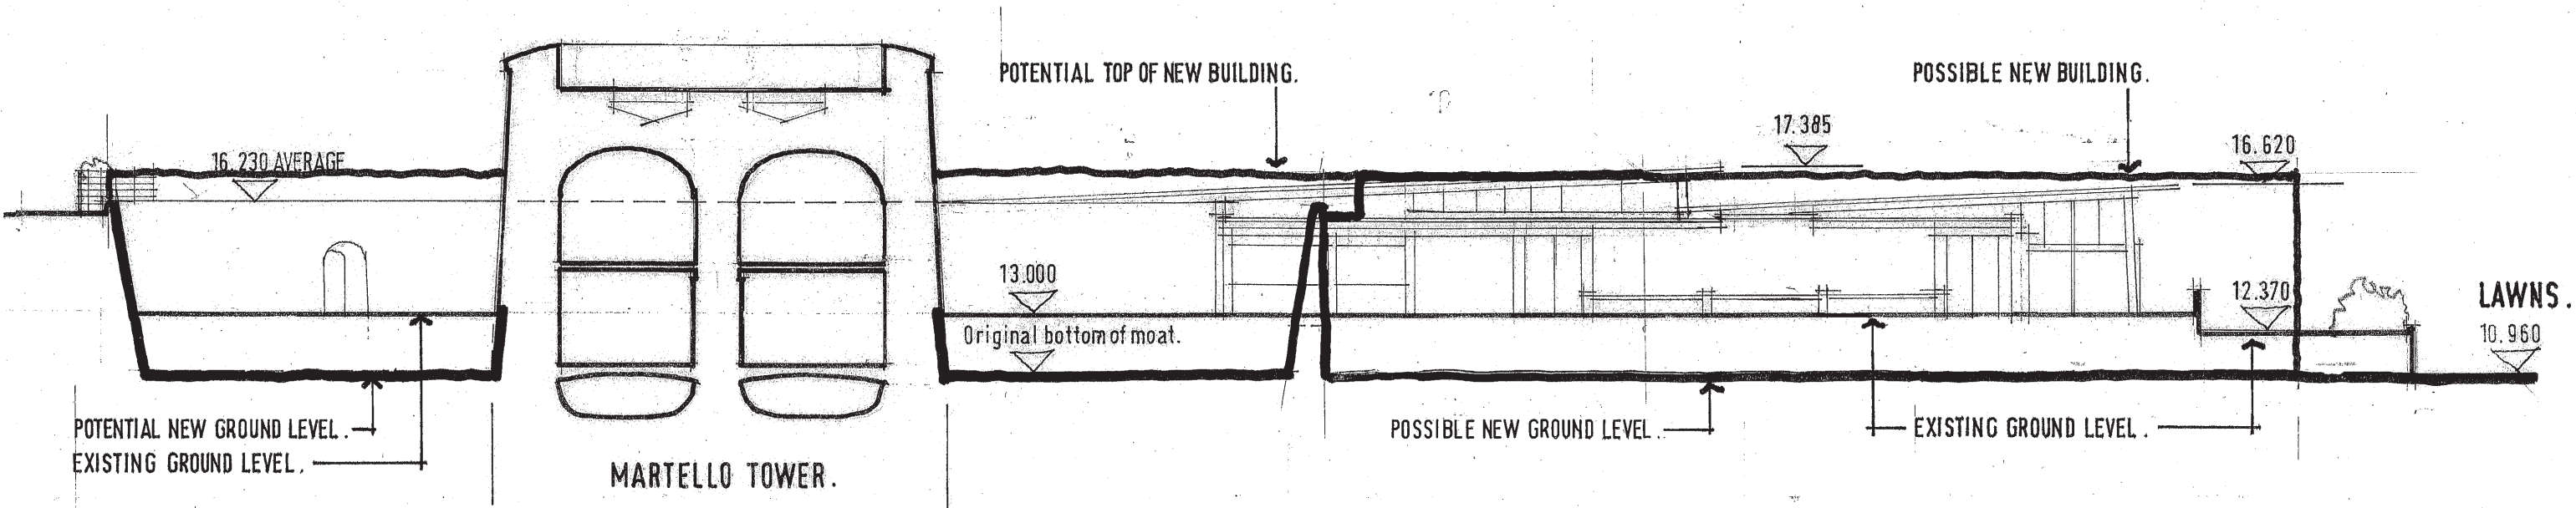 POTENTIAL TOP OF NEW BUILDING.
POSSIBLE NEW BUILDING.
17.385
16.620
16.230 AVERAGE
13.000
Original bottom of moat.
12.370
LAWNS.
10.960
POTENTIAL NEW GROUND LEVEL.
EXISTING GROUND LEVEL.
POSSIBLE NEW GROUND LEVEL.
EXISTING GROUND LEVEL.
MARTELLO TOWER.